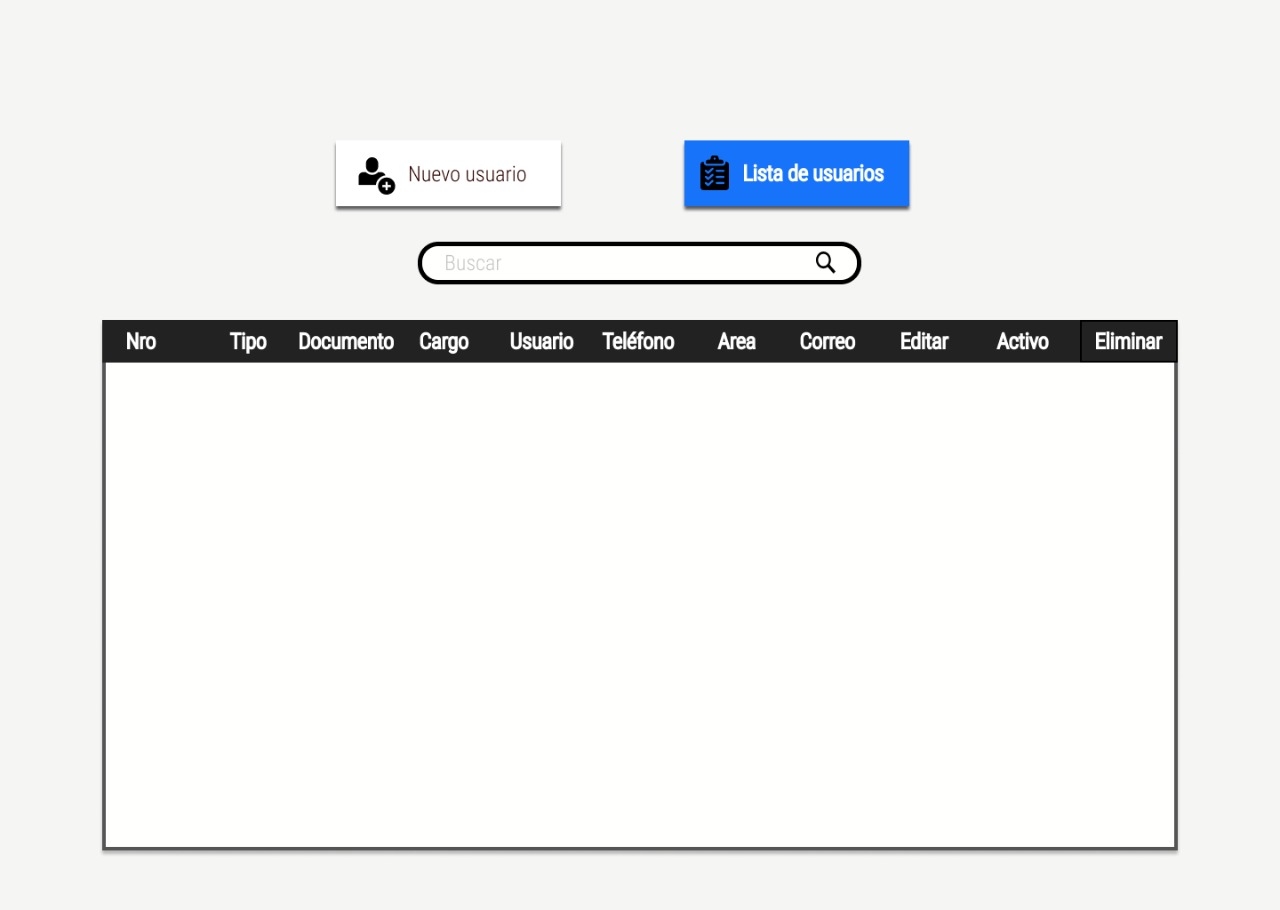 Nuevo usuario
Lista de usuarios
Buscar
Nro Tipo Documento Cargo Usuario Teléfono Area Correo Editar Activo Eliminar